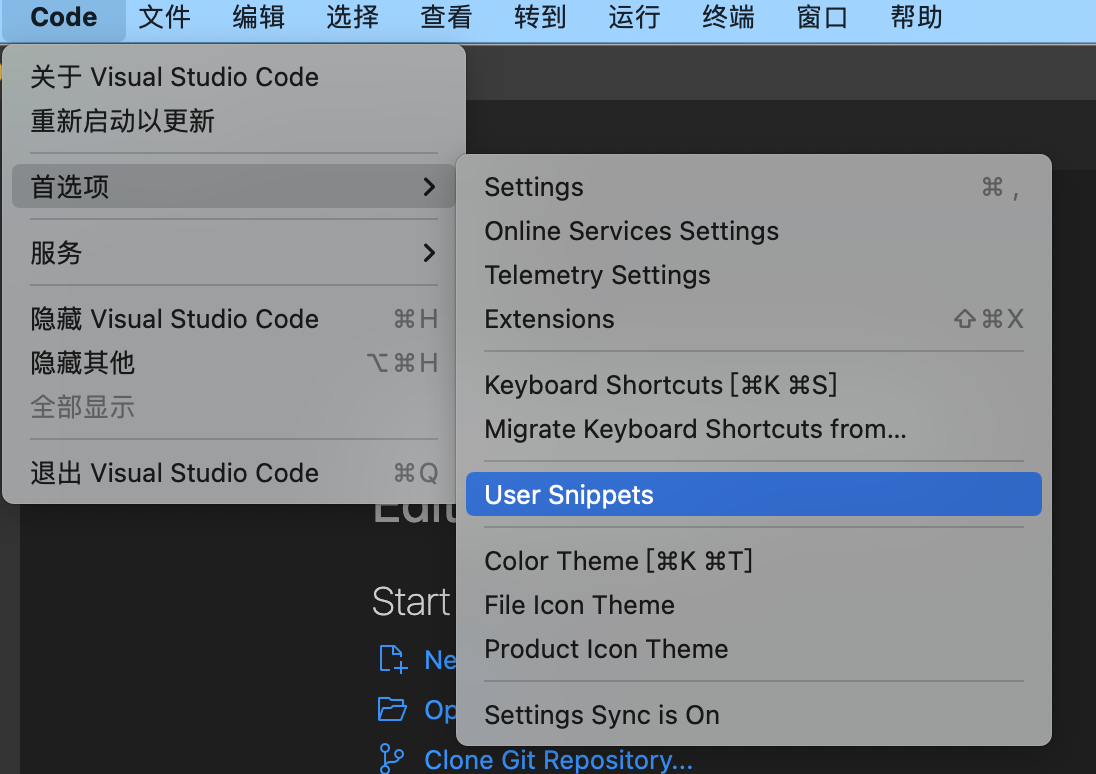 Code 文件 编辑 选择 查看 转到 运行 终端 窗口 帮助
关于 Visual Studio Code
重新启动以更新
首选项
服务
隐藏 Visual Studio Code ⌘H
隐藏其他 ⌥⌘H
全部显示
退出 Visual Studio Code ⌘Q
Settings ⌘ ,
Online Services Settings
Telemetry Settings
Extensions ⇧⌘X
Keyboard Shortcuts [⌘K ⌘S]
Migrate Keyboard Shortcuts from...
User Snippets
Color Theme [⌘K ⌘T]
File Icon Theme
Product Icon Theme
Settings Sync is On
Start
Ne
Op
Clone Git Repository...